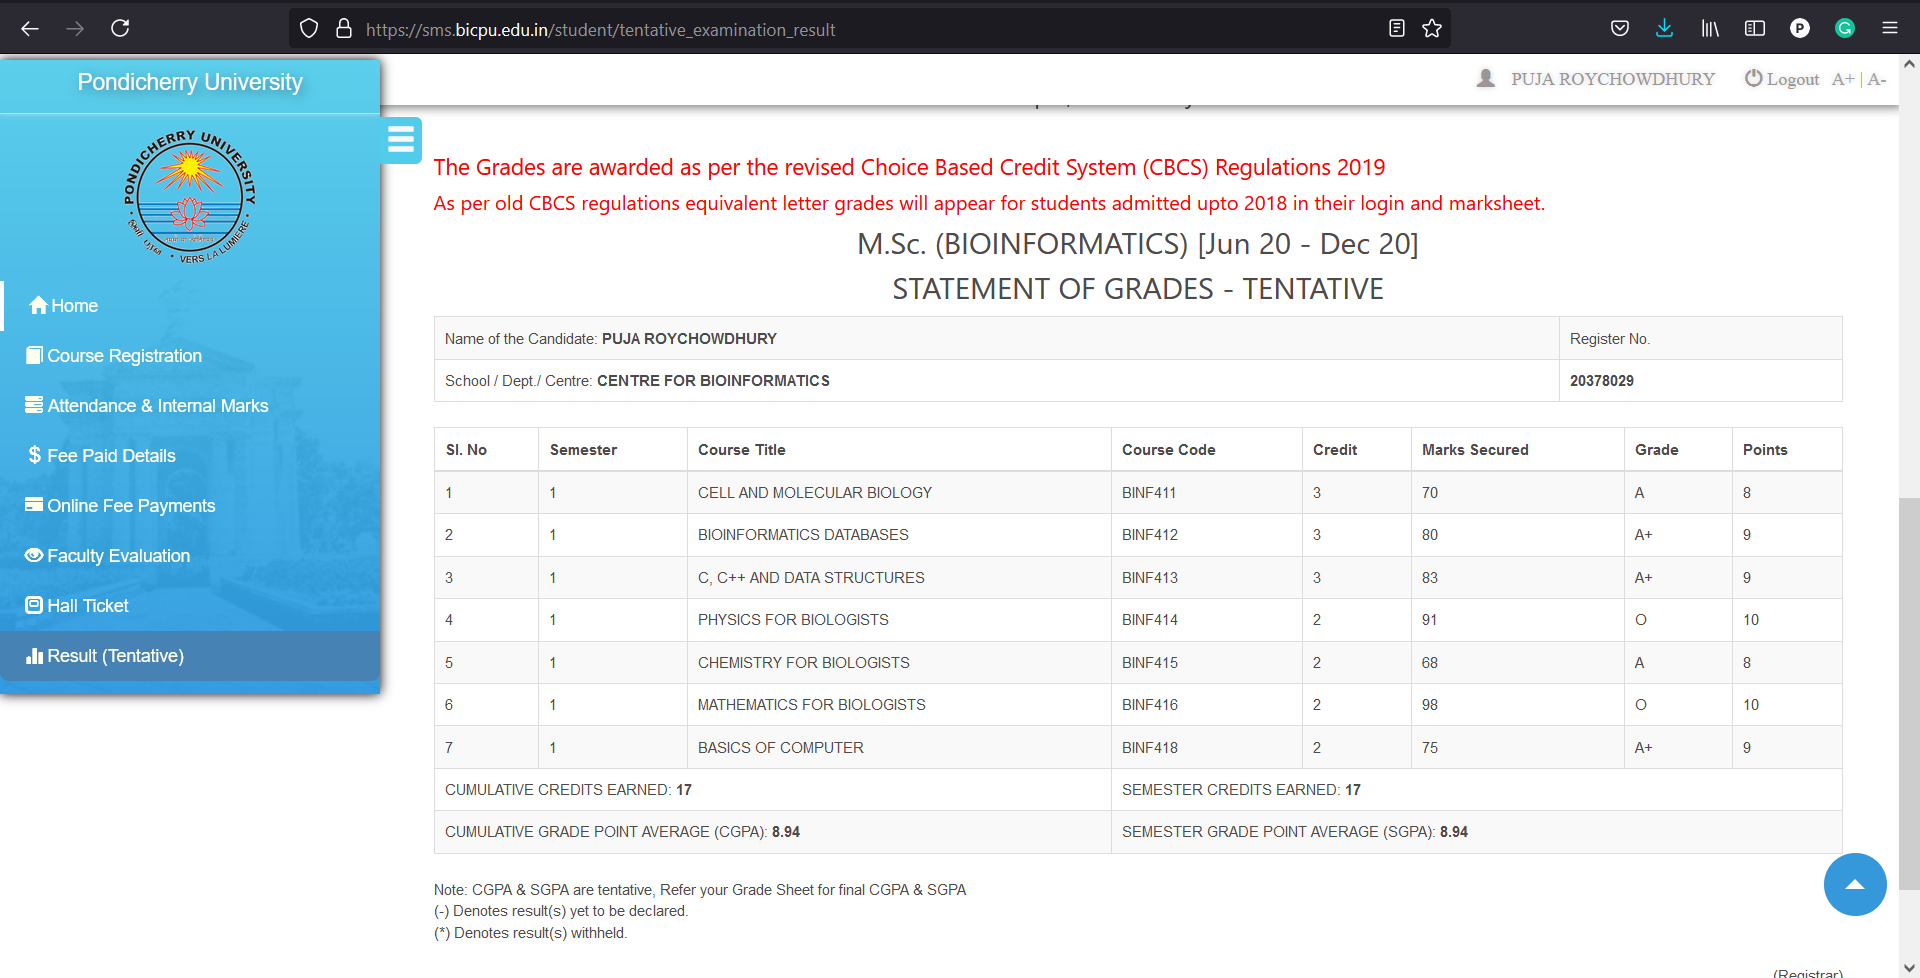 https://sms.bicpu.edu.in/student/tentative_examination_result
Pondicherry University
PUJA ROYCHOWDHURY Logout A+ | A-
PONDICHERRY UNIVERSITY
VERS LA LUMIERE
Home
Course Registration
Attendance & Internal Marks
Fee Paid Details
Online Fee Payments
Faculty Evaluation
Hall Ticket
Result (Tentative)
The Grades are awarded as per the revised Choice Based Credit System (CBCS) Regulations 2019
As per old CBCS regulations equivalent letter grades will appear for students admitted upto 2018 in their login and marksheet.
M.Sc. (BIOINFORMATICS) [Jun 20 - Dec 20]
STATEMENT OF GRADES - TENTATIVE
Name of the Candidate: PUJA ROYCHOWDHURY Register No.
School / Dept./ Centre: CENTRE FOR BIOINFORMATICS 20378029
Sl. No Semester Course Title Course Code Credit Marks Secured Grade Points
1 1 CELL AND MOLECULAR BIOLOGY BINF411 3 70 A 8
2 1 BIOINFORMATICS DATABASES BINF412 3 80 A+ 9
3 1 C, C++ AND DATA STRUCTURES BINF413 3 83 A+ 9
4 1 PHYSICS FOR BIOLOGISTS BINF414 2 91 O 10
5 1 CHEMISTRY FOR BIOLOGISTS BINF415 2 68 A 8
6 1 MATHEMATICS FOR BIOLOGISTS BINF416 2 98 O 10
7 1 BASICS OF COMPUTER BINF418 2 75 A+ 9
CUMULATIVE CREDITS EARNED: 17 SEMESTER CREDITS EARNED: 17
CUMULATIVE GRADE POINT AVERAGE (CGPA): 8.94 SEMESTER GRADE POINT AVERAGE (SGPA): 8.94
Note: CGPA & SGPA are tentative, Refer your Grade Sheet for final CGPA & SGPA
(-) Denotes result(s) yet to be declared.
(*) Denotes result(s) withheld.
(Registrar)